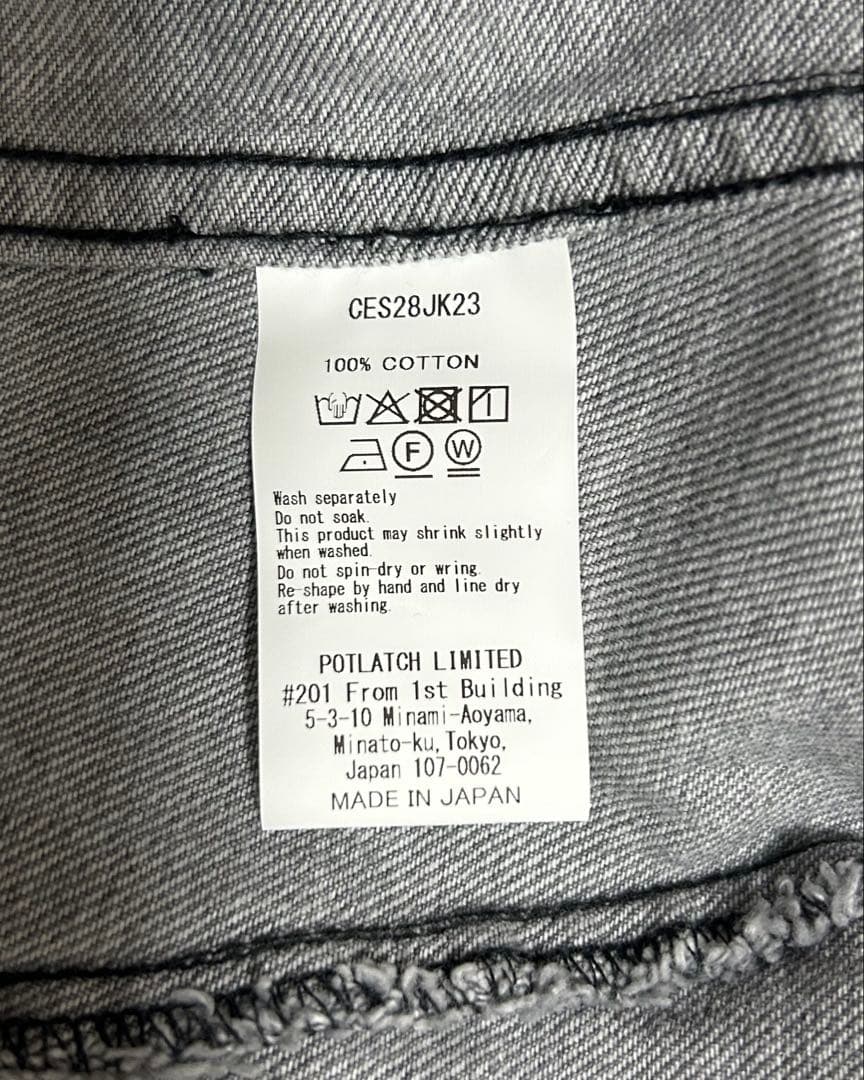 CES28JK23
100% COTTON
F W
Wash separately
Do not soak.
This product may shrink slightly
when washed.
Do not spin-dry or wring.
Re-shape by hand and line dry
after washing.
POTLATCH LIMITED
#201 From 1st Building
5-3-10 Minami-Aoyama,
Minato-ku, Tokyo,
Japan 107-0062
MADE IN JAPAN